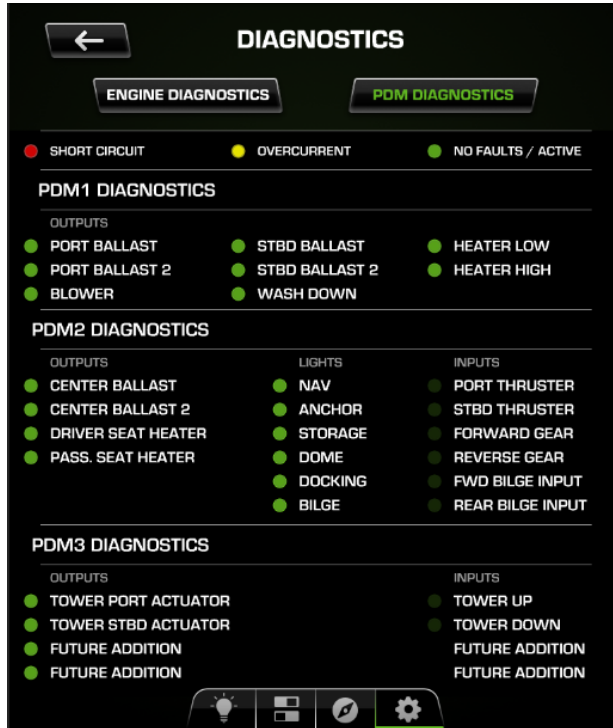 DIAGNOSTICS
ENGINE DIAGNOSTICS PDM DIAGNOSTICS
SHORT CIRCUIT OVERCURRENT NO FAULTS / ACTIVE
PDM1 DIAGNOSTICS
OUTPUTS
PORT BALLAST STBD BALLAST HEATER LOW
PORT BALLAST 2 STBD BALLAST 2 HEATER HIGH
BLOWER WASH DOWN
PDM2 DIAGNOSTICS
OUTPUTS LIGHTS INPUTS
CENTER BALLAST NAV PORT THRUSTER
CENTER BALLAST 2 ANCHOR STBD THRUSTER
DRIVER SEAT HEATER STORAGE FORWARD GEAR
PASS. SEAT HEATER DOME REVERSE GEAR
DOCKING FWD BILGE INPUT
BILGE REAR BILGE INPUT
PDM3 DIAGNOSTICS
OUTPUTS INPUTS
TOWER PORT ACTUATOR TOWER UP
TOWER STBD ACTUATOR TOWER DOWN
FUTURE ADDITION FUTURE ADDITION
FUTURE ADDITION FUTURE ADDITION